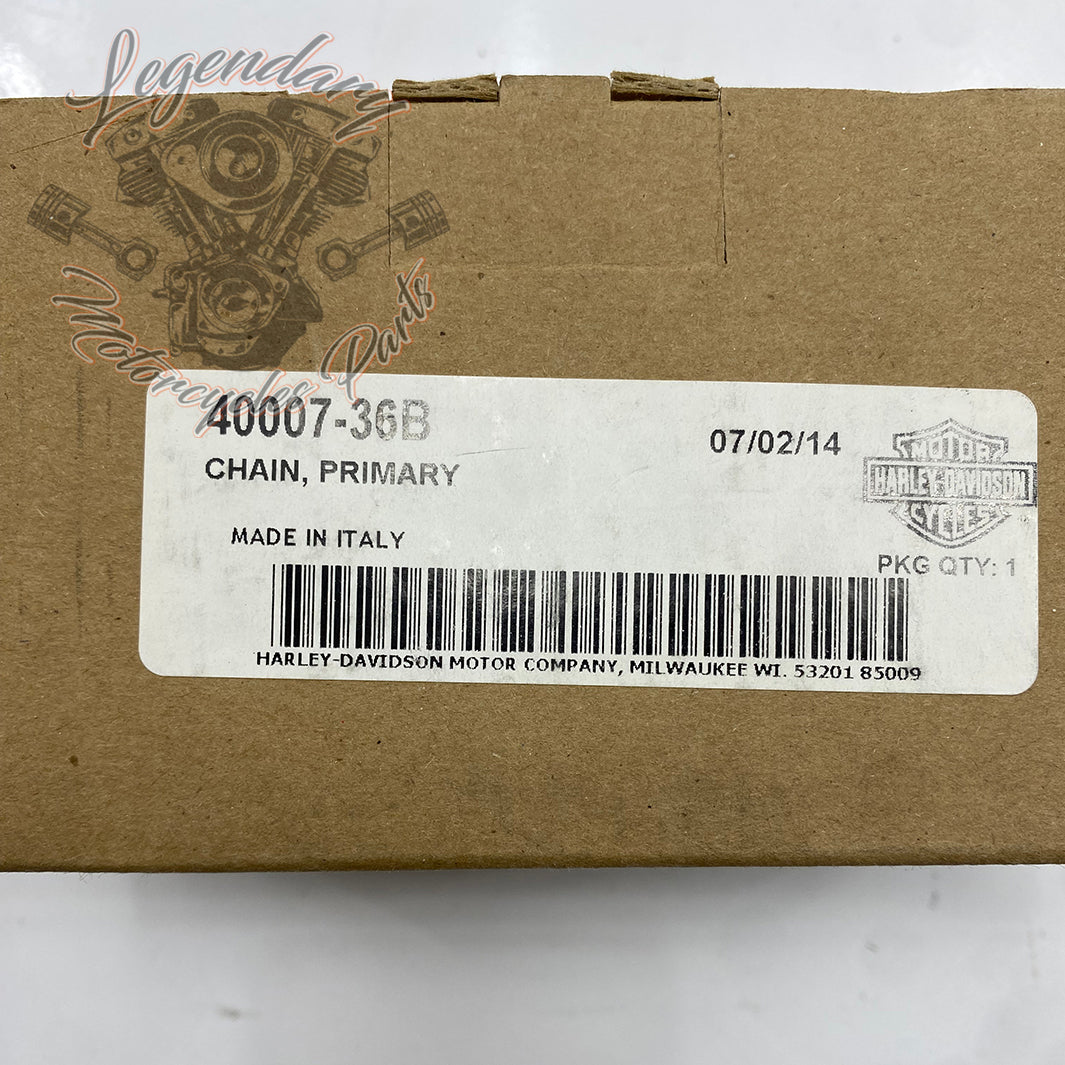 Legendary
Motorcycles Parts
40007-36B
07/02/14
CHAIN, PRIMARY
MOTOR
HARLEY-DAVIDSON
CYCLES
MADE IN ITALY
PKG QTY: 1
HARLEY-DAVIDSON MOTOR COMPANY, MILWAUKEE WI. 53201 85009